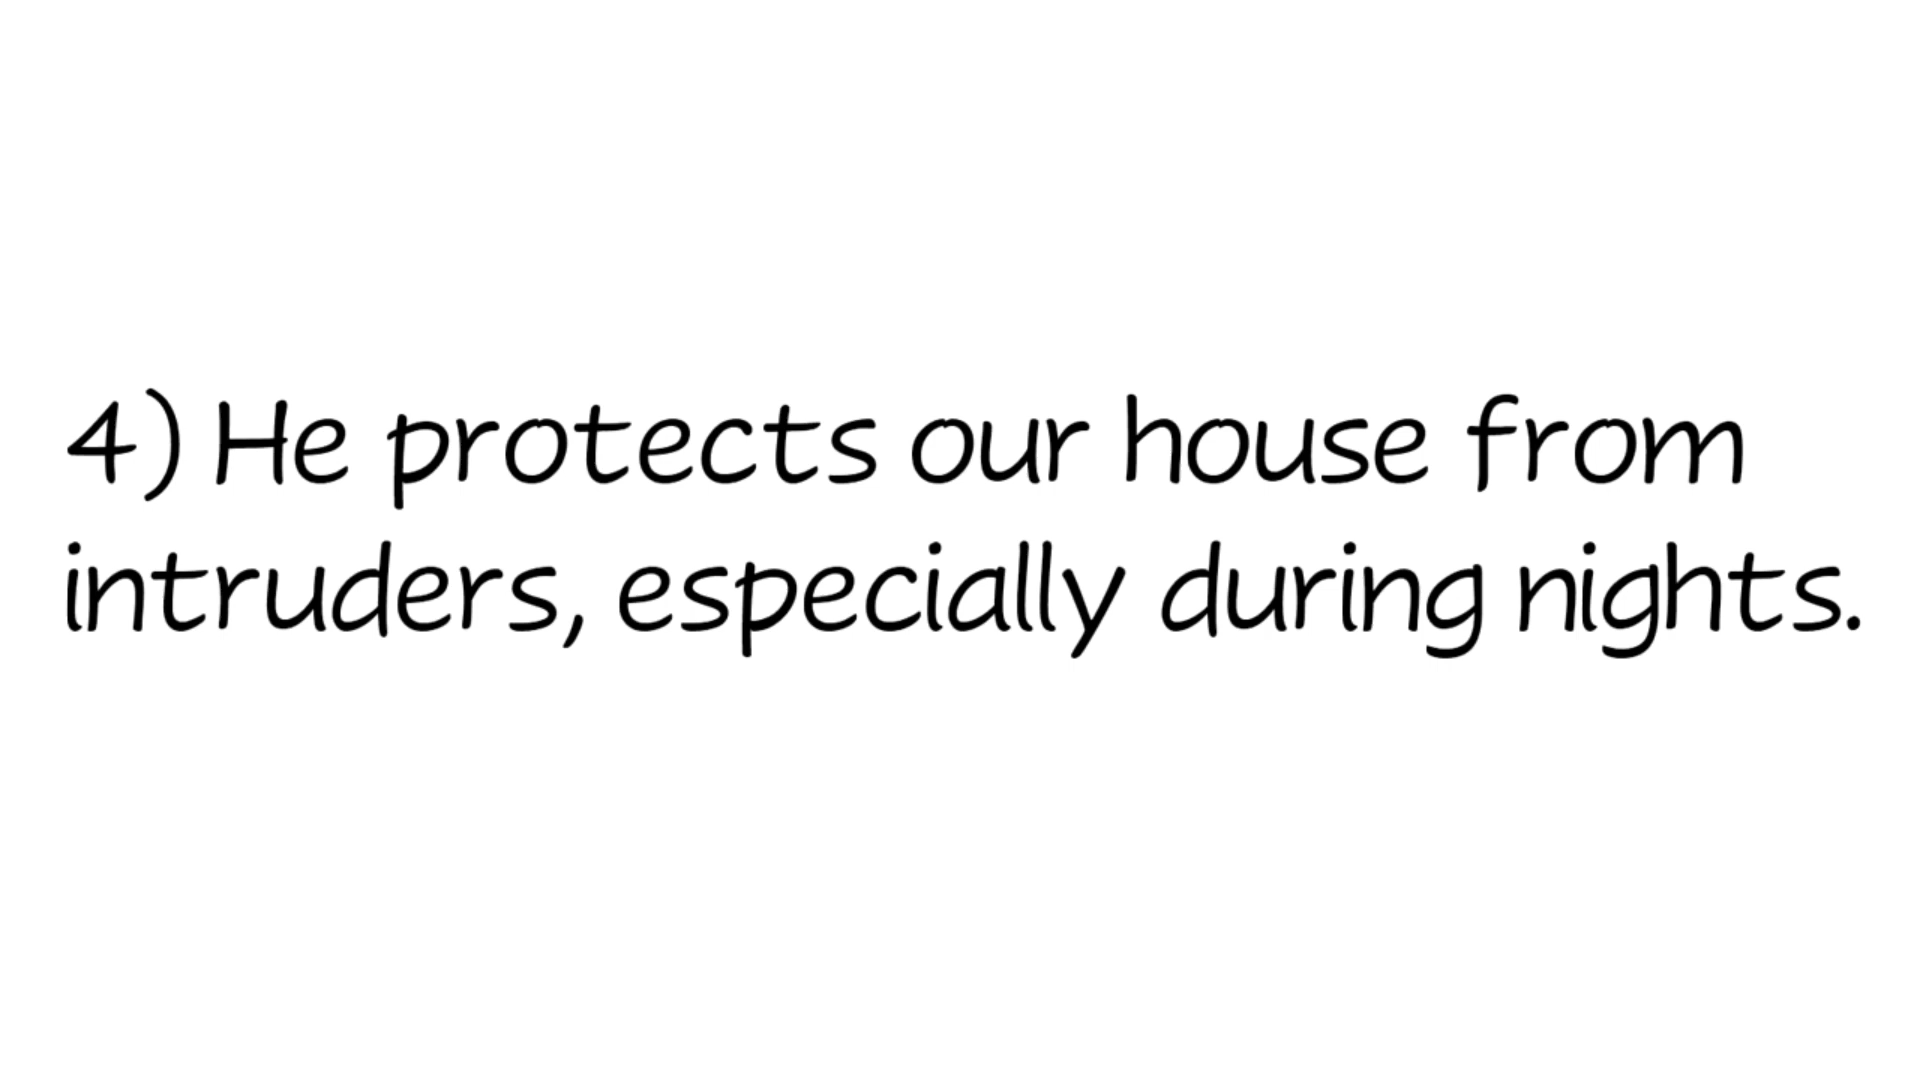 4) He protects our house from
intruders, especially during nights.